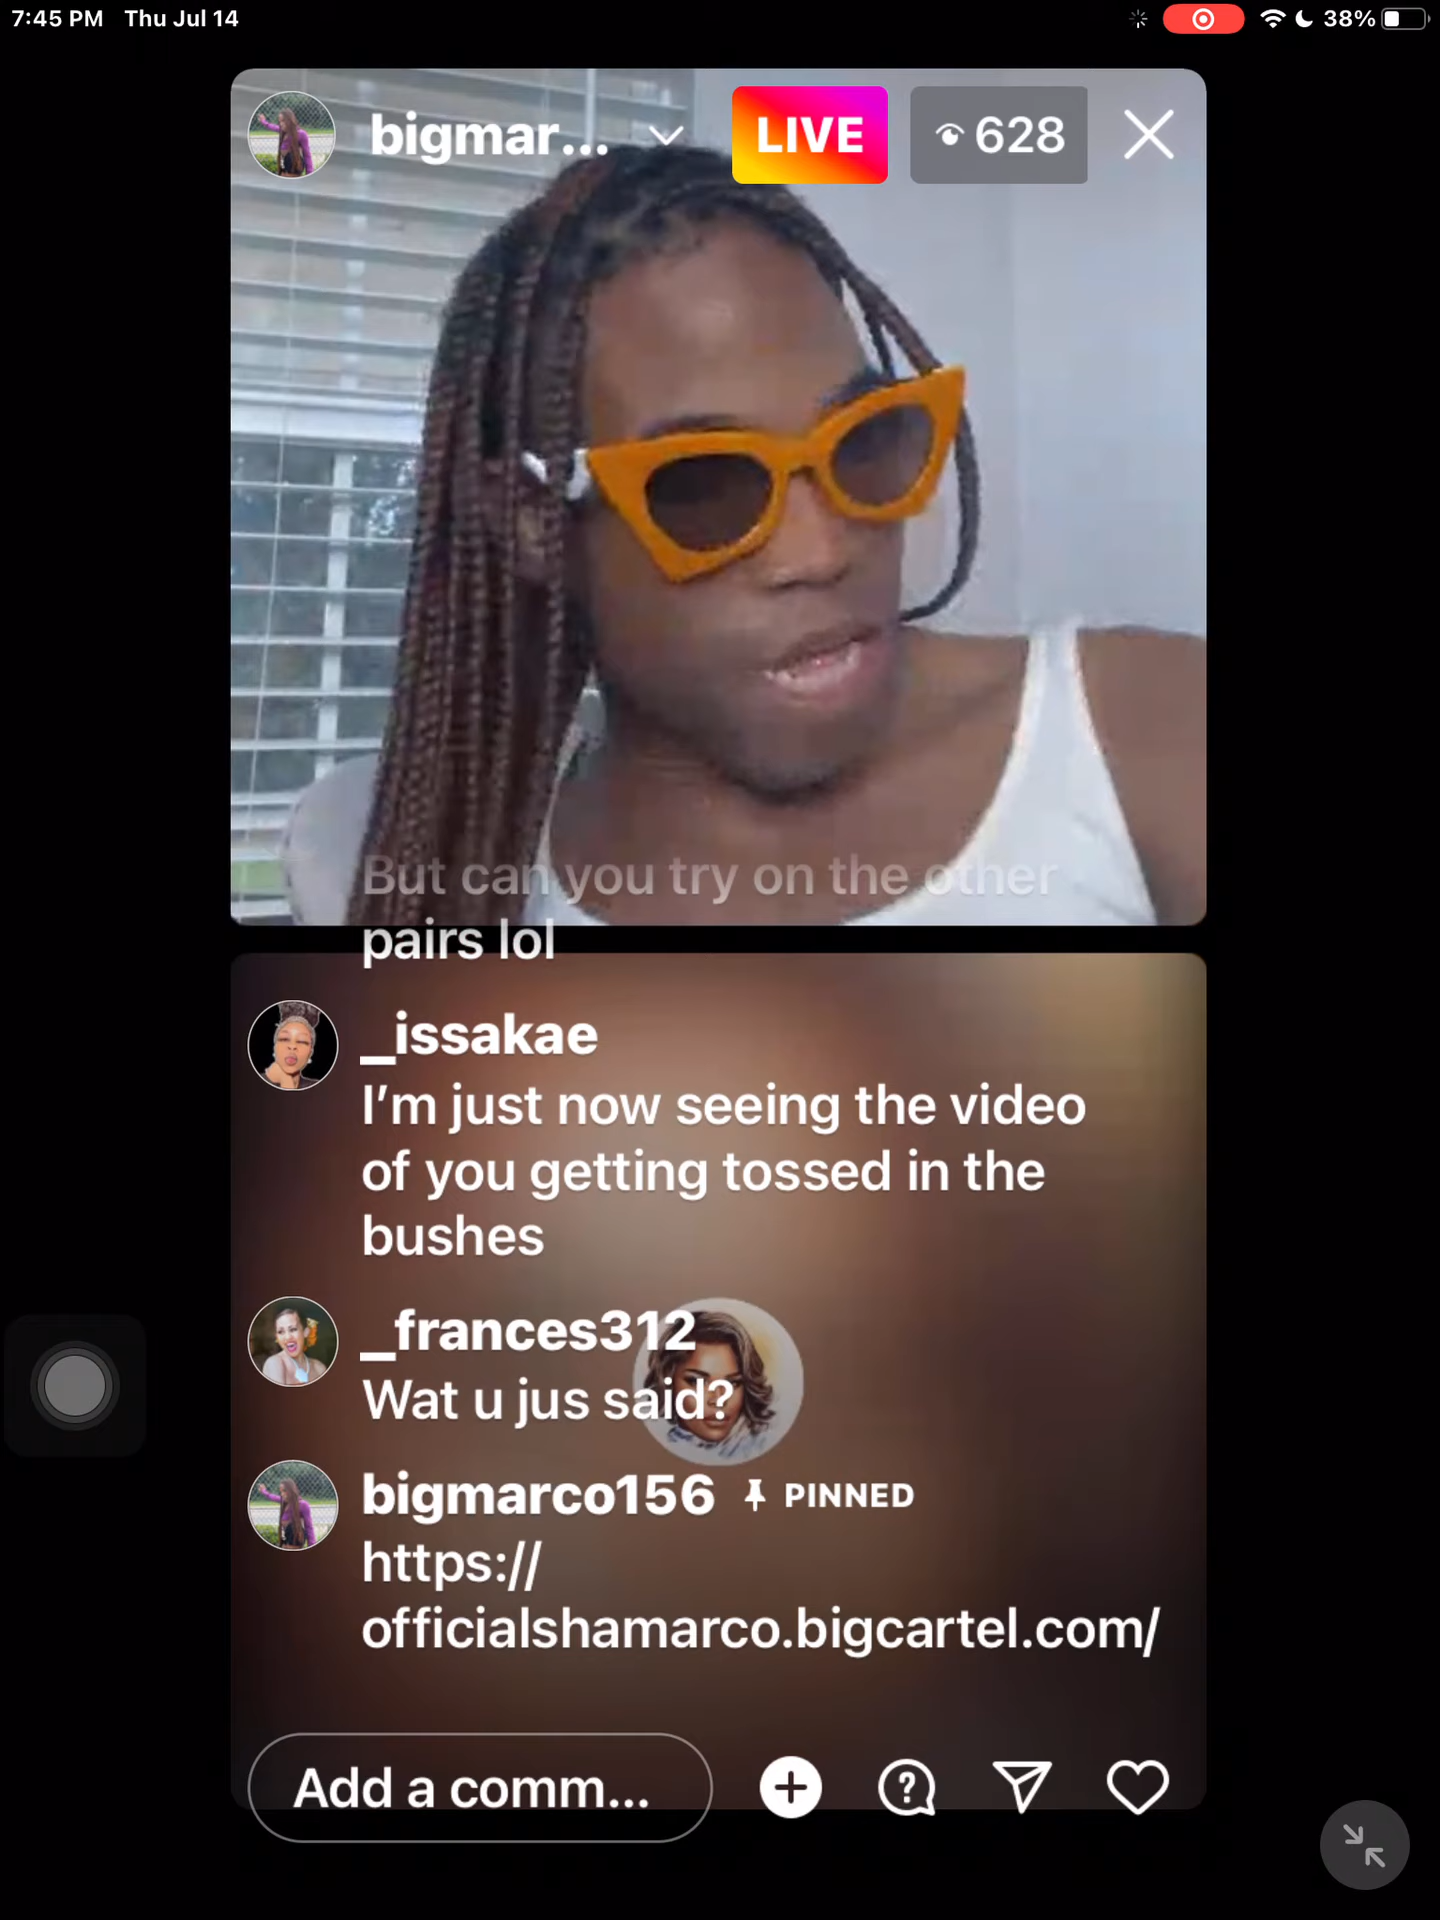 7:45 PM Thu Jul 14
38%
bigmar...
LIVE
628
But can you try on the other
pairs lol
_issakae
I'm just now seeing the video
of you getting tossed in the
bushes
_frances312
Wat u jus said?
bigmarco156 PINNED
https://
officialshamarco.bigcartel.com/
Add a comm...